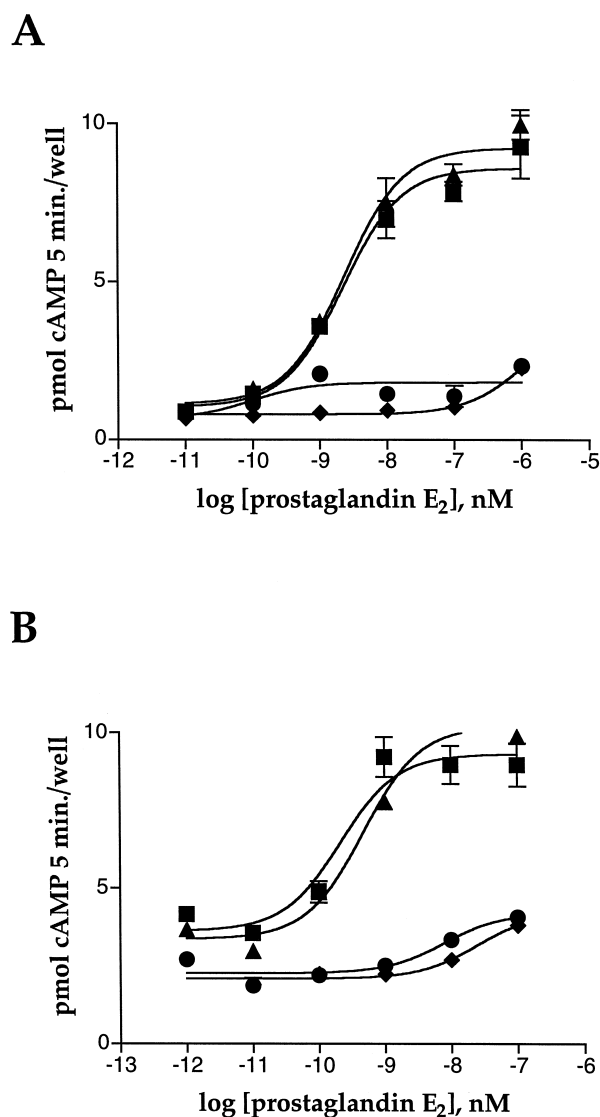 A
pmol cAMP 5 min./well
10
5
0
-12 -11 -10 -9 -8 -7 -6 -5
log [prostaglandin E₂], nM
B
pmol cAMP 5 min./well
10
5
0
-13 -12 -11 -10 -9 -8 -7 -6
log [prostaglandin E₂], nM